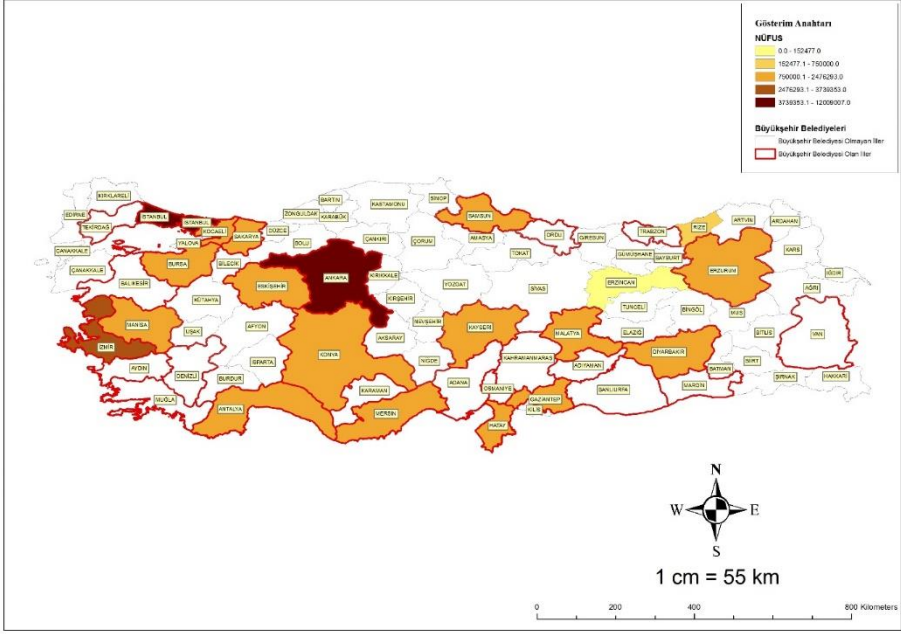 Gösterim Anahtarı
NÜFUS
0.0 - 152477.0
152477.1 - 750000.0
750000.1 - 2476293.0
2476293.1 - 3739353.0
3739353.1 - 12009007.0
Büyükşehir Belediyeleri
Büyükşehir Belediyesi Olmayan İller
Büyükşehir Belediyesi Olan İller
KIRKLARELİ
EDİRNE
TEKİRDAĞ
İSTANBUL
İSTANBUL
KOCAELİ
YALOVA
SAKARYA
DÜZCE
ZONGULDAK
BARTIN
KARABÜK
KASTAMONU
SİNOP
SAMSUN
ORDU
GİRESUN
TRABZON
RİZE
ARTVİN
ARDAHAN
ÇANAKKALE
ÇANAKKALE
BALIKESİR
BURSA
BİLECİK
BOLU
ÇANKIRI
ÇORUM
AMASYA
TOKAT
GÜMÜŞHANE
BAYBURT
ERZURUM
KARS
IĞDIR
AĞRI
KÜTAHYA
ESKİŞEHİR
ANKARA
KIRIKKALE
KIRŞEHİR
YOZGAT
SİVAS
ERZİNCAN
TUNCELİ
BİNGÖL
MUŞ
BİTLİS
VAN
MANİSA
İZMİR
UŞAK
AFYON
AKSARAY
NEVŞEHİR
KAYSERİ
MALATYA
ELAZIĞ
DİYARBAKIR
BATMAN
SİİRT
ŞIRNAK
HAKKARİ
AYDIN
DENİZLİ
BURDUR
ISPARTA
KONYA
NİĞDE
KAHRAMANMARAŞ
ADIYAMAN
MARDİN
MUĞLA
ANTALYA
KARAMAN
MERSİN
ADANA
OSMANİYE
GAZİANTEP
KİLİS
ŞANLIURFA
HATAY
N
W
E
S
1 cm = 55 km
0 200 400 800 Kilometers